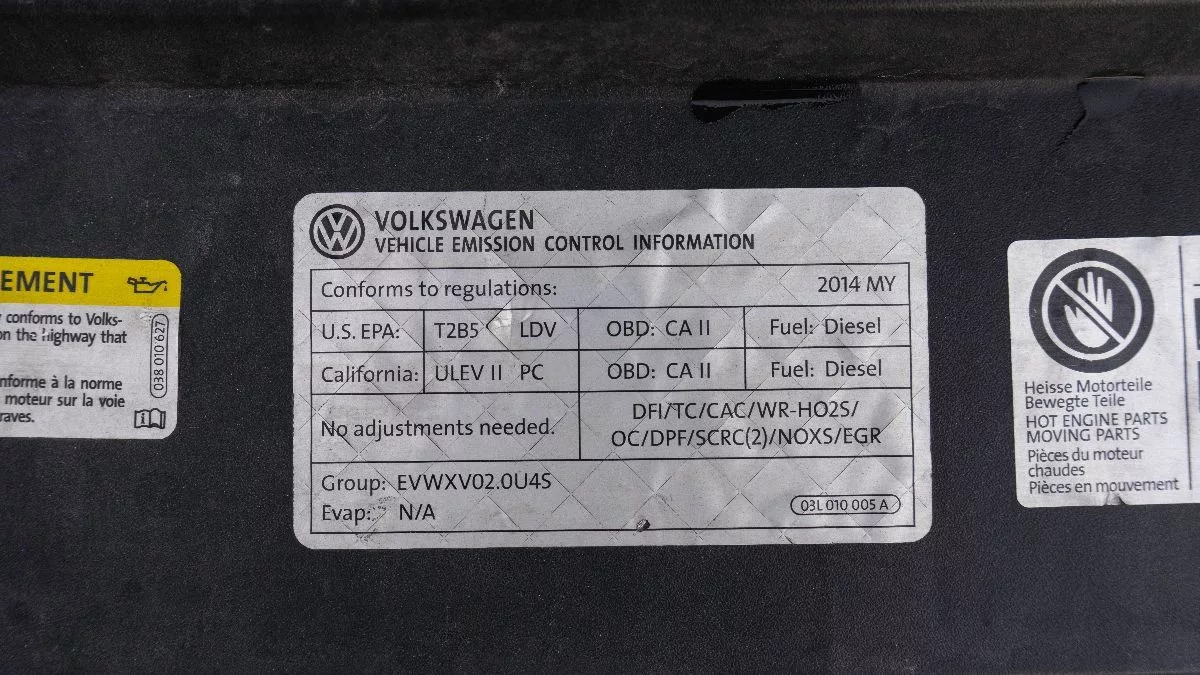 EMENT
conforms to Volks-
on the highway that
nforme à la norme
moteur sur la voie
raves.
038 010 627
VOLKSWAGEN
VEHICLE EMISSION CONTROL INFORMATION
Conforms to regulations: 2014 MY
U.S. EPA: T2B5 LDV OBD: CA II Fuel: Diesel
California: ULEV II PC OBD: CA II Fuel: Diesel
No adjustments needed.
DFI/TC/CAC/WR-HO2S/
OC/DPF/SCRC(2)/NOXS/EGR
Group: EVWXV02.0U4S
Evap: N/A
03L 010 005 A
Heisse Motorteile
Bewegte Teile
HOT ENGINE PARTS
MOVING PARTS
Pièces du moteur
chaudes
Pièces en mouvement